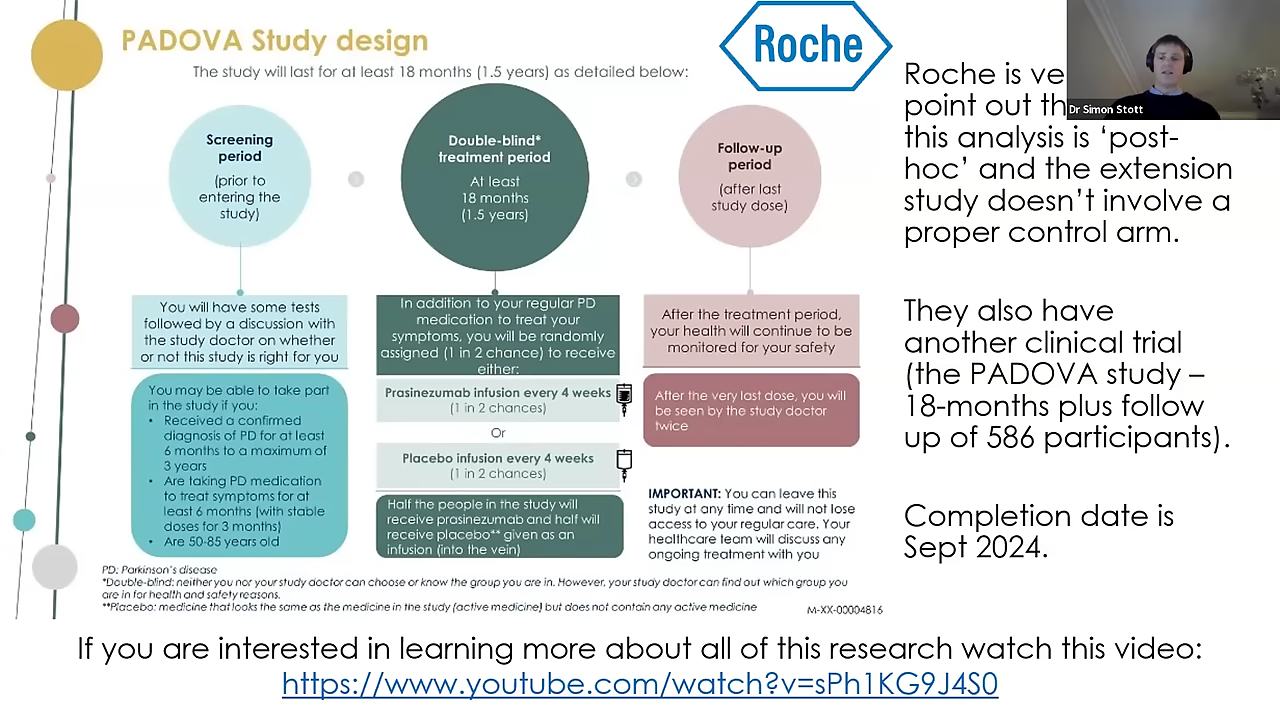 PADOVA Study design
The study will last for at least 18 months (1.5 years) as detailed below:
Roche
Screening
period
(prior to
entering the
study)
Double-blind*
treatment period
At least
18 months
(1.5 years)
Follow-up
period
(after last
study dose)
You will have some tests
followed by a discussion with
the study doctor on whether
or not this study is right for you
You may be able to take part
in the study if you:
• Received a confirmed
diagnosis of PD for at least
6 months to a maximum of
3 years
• Are taking PD medication
to treat symptoms for at
least 6 months (with stable
doses for 3 months)
• Are 50-85 years old
In addition to your regular PD
medication to treat your
symptoms, you will be randomly
assigned (1 in 2 chance) to receive
either:
Prasinezumab infusion every 4 weeks
(1 in 2 chances)
Or
Placebo infusion every 4 weeks
(1 in 2 chances)
Half the people in the study will
receive prasinezumab and half will
receive placebo** given as an
infusion (into the vein)
After the treatment period,
your health will continue to be
monitored for your safety
After the very last dose, you will
be seen by the study doctor
twice
IMPORTANT: You can leave this
study at any time and will not lose
access to your regular care. Your
healthcare team will discuss any
ongoing treatment with you
PD: Parkinson's disease
*Double-blind: neither you nor your study doctor can choose or know the group you are in. However, your study doctor can find out which group you
are in for health and safety reasons.
**Placebo: medicine that looks the same as the medicine in the study (active medicine) but does not contain any active medicine
M-XX-00004816
Roche is
point out
this analysis is ‘post-
hoc’ and the extension
study doesn’t involve a
proper control arm.
They also have
another clinical trial
(the PADOVA study –
18-months plus follow
up of 586 participants).
Completion date is
Sept 2024.
Dr Simon Stott
If you are interested in learning more about all of this research watch this video:
https://www.youtube.com/watch?v=sPh1KG9J4S0